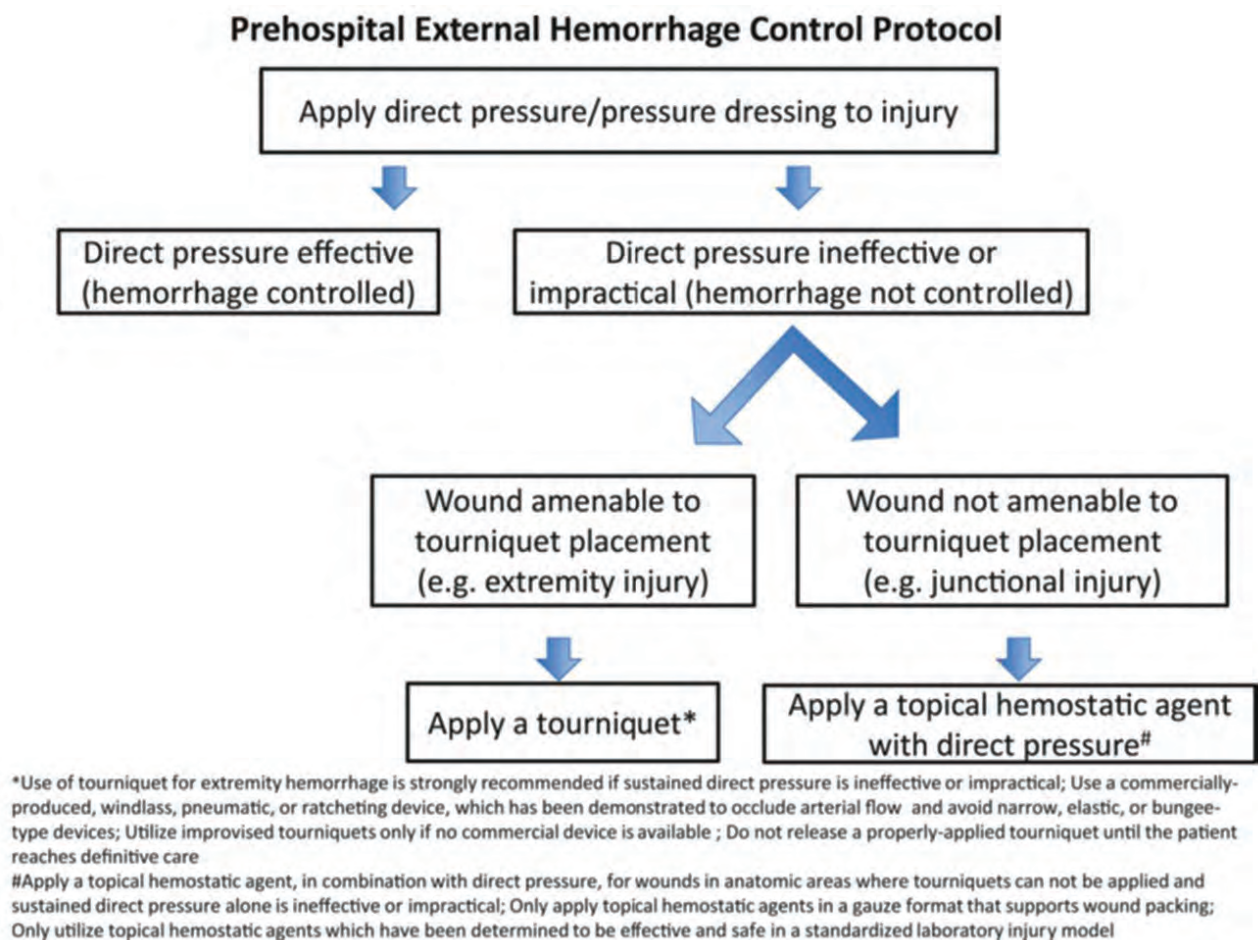 Prehospital External Hemorrhage Control Protocol
Apply direct pressure/pressure dressing to injury
Direct pressure effective
(hemorrhage controlled)
Direct pressure ineffective or
impractical (hemorrhage not controlled)
Wound amenable to
tourniquet placement
(e.g. extremity injury)
Wound not amenable to
tourniquet placement
(e.g. junctional injury)
Apply a tourniquet*
Apply a topical hemostatic agent
with direct pressure#
*Use of tourniquet for extremity hemorrhage is strongly recommended if sustained direct pressure is ineffective or impractical; Use a commercially-
produced, windlass, pneumatic, or ratcheting device, which has been demonstrated to occlude arterial flow and avoid narrow, elastic, or bungee-
type devices; Utilize improvised tourniquets only if no commercial device is available ; Do not release a properly-applied tourniquet until the patient
reaches definitive care
#Apply a topical hemostatic agent, in combination with direct pressure, for wounds in anatomic areas where tourniquets can not be applied and
sustained direct pressure alone is ineffective or impractical; Only apply topical hemostatic agents in a gauze format that supports wound packing;
Only utilize topical hemostatic agents which have been determined to be effective and safe in a standardized laboratory injury model